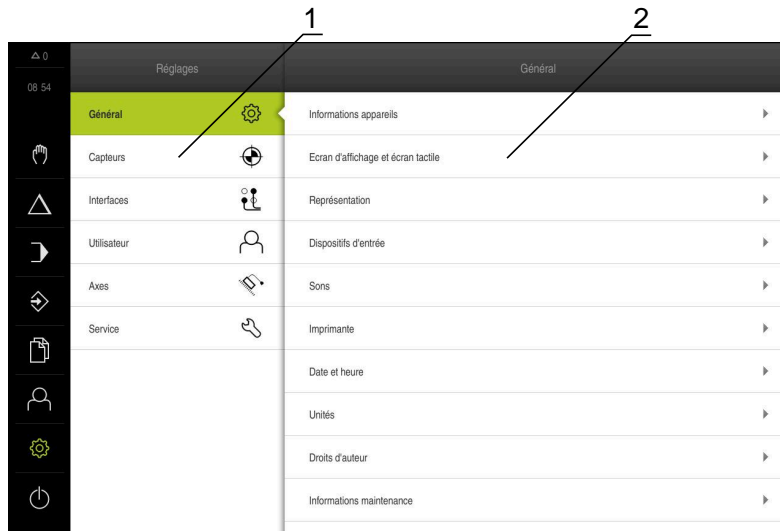 1 2
△ 0
08 54
Réglages
Général
Général
Capteurs
Interfaces
Utilisateur
Axes
Service
Informations appareils
Ecran d'affichage et écran tactile
Représentation
Dispositifs d'entrée
Sons
Imprimante
Date et heure
Unités
Droits d'auteur
Informations maintenance